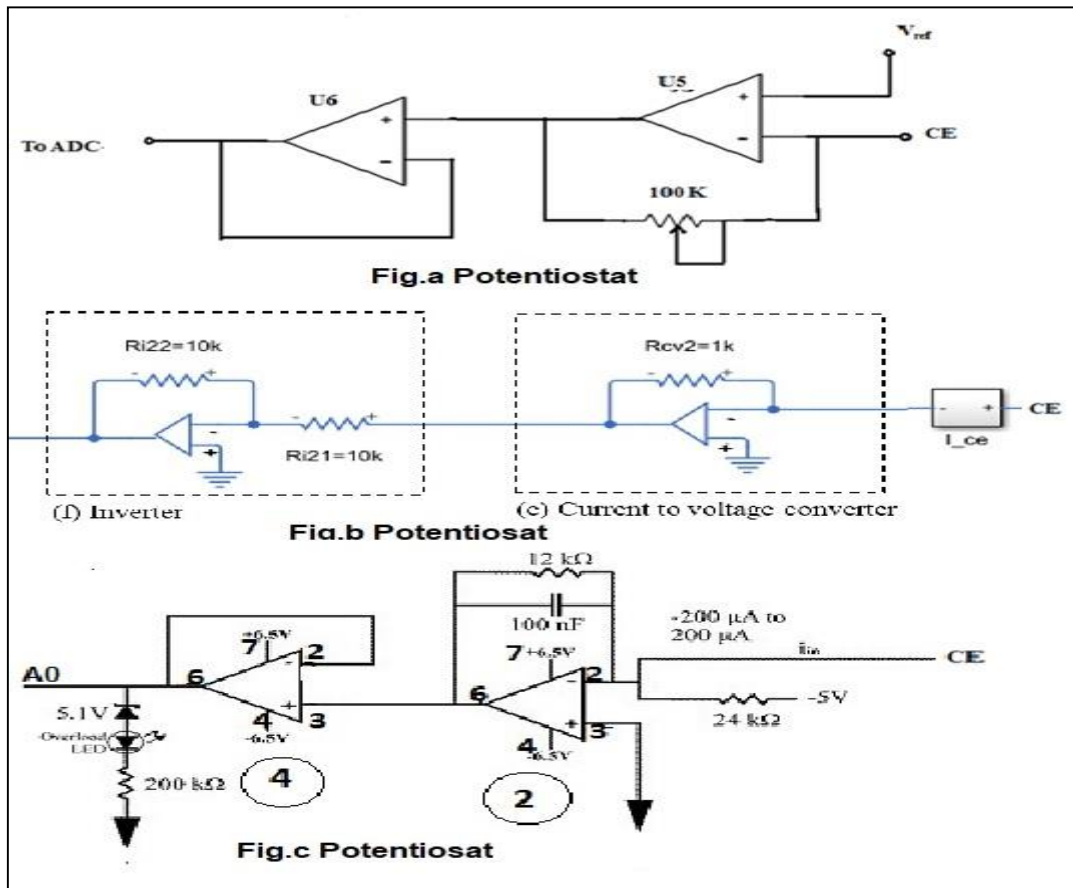 Vref
U5
U6
+
+
−
−
To ADC
CE
100K
Fig.a Potentiostat
Ri22=10k
Rcv2=1k
- +
- +
- +
-
+
-
+
- + CE
I_ce
Ri21=10k
(f) Inverter
(e) Current to voltage converter
Fig.b Potentiosat
12 kΩ
100 nF
-200 µA to
200 µA
iin
CE
-5V
24 kΩ
+6.5V
7 2
-
6
+
4 3
-6.5V
7 +6.5V
2
-
6
+
3
4
-6.5V
A0
5.1V
Overload
LED
200 kΩ
4
2
Fig.c Potentiosat